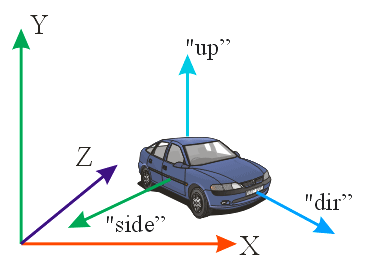 Y
"up”
Z
"dir”
"side”
X